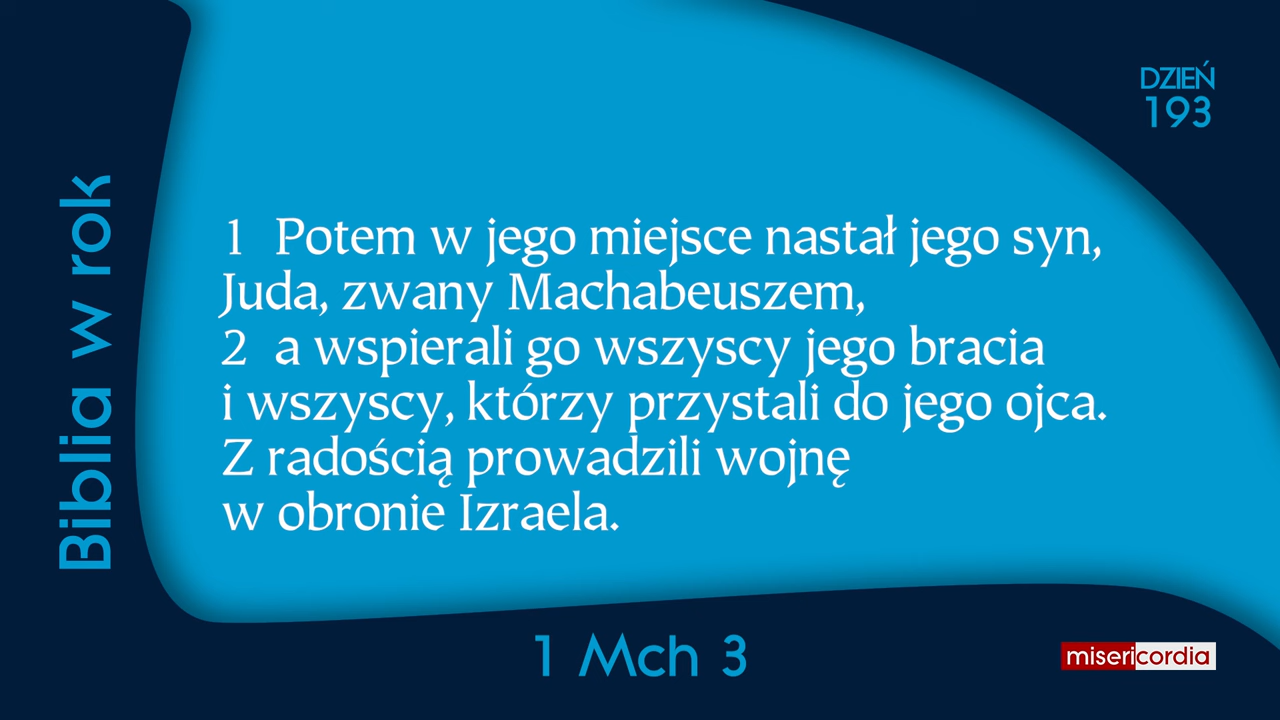 DZIEŃ
193
Biblia w rok
1 Potem w jego miejsce nastał jego syn,
Juda, zwany Machabeuszem,
2 a wspierali go wszyscy jego bracia
i wszyscy, którzy przystali do jego ojca.
Z radością prowadzili wojnę
w obronie Izraela.
1 Mch 3
misericordia